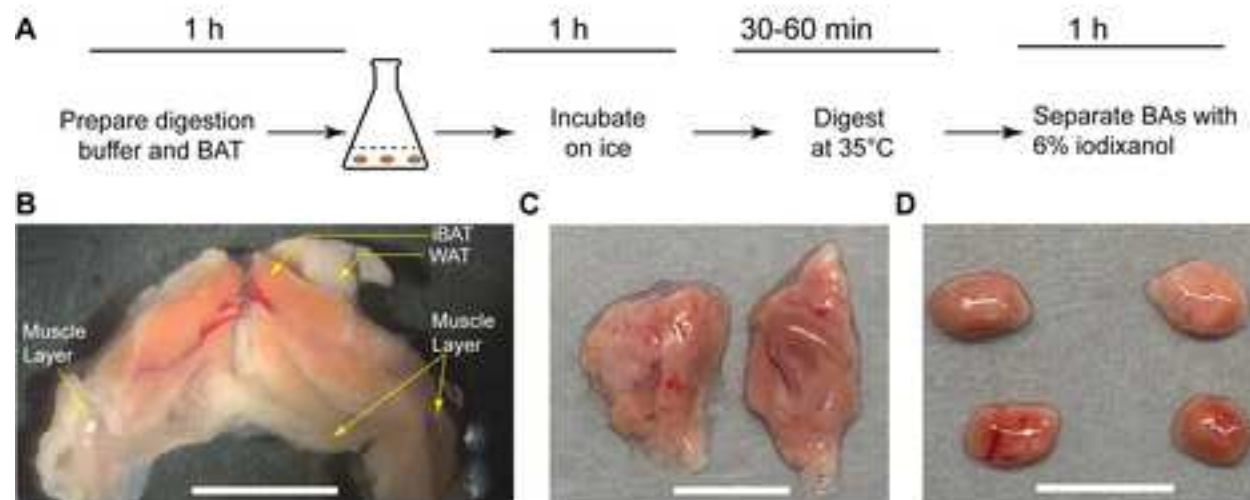 A
1 h
1 h
30-60 min
1 h
Prepare digestion
buffer and BAT
Incubate
on ice
Digest
at 35°C
Separate BAs with
6% iodixanol
B
C
D
iBAT
WAT
Muscle
Layer
Muscle
Layer